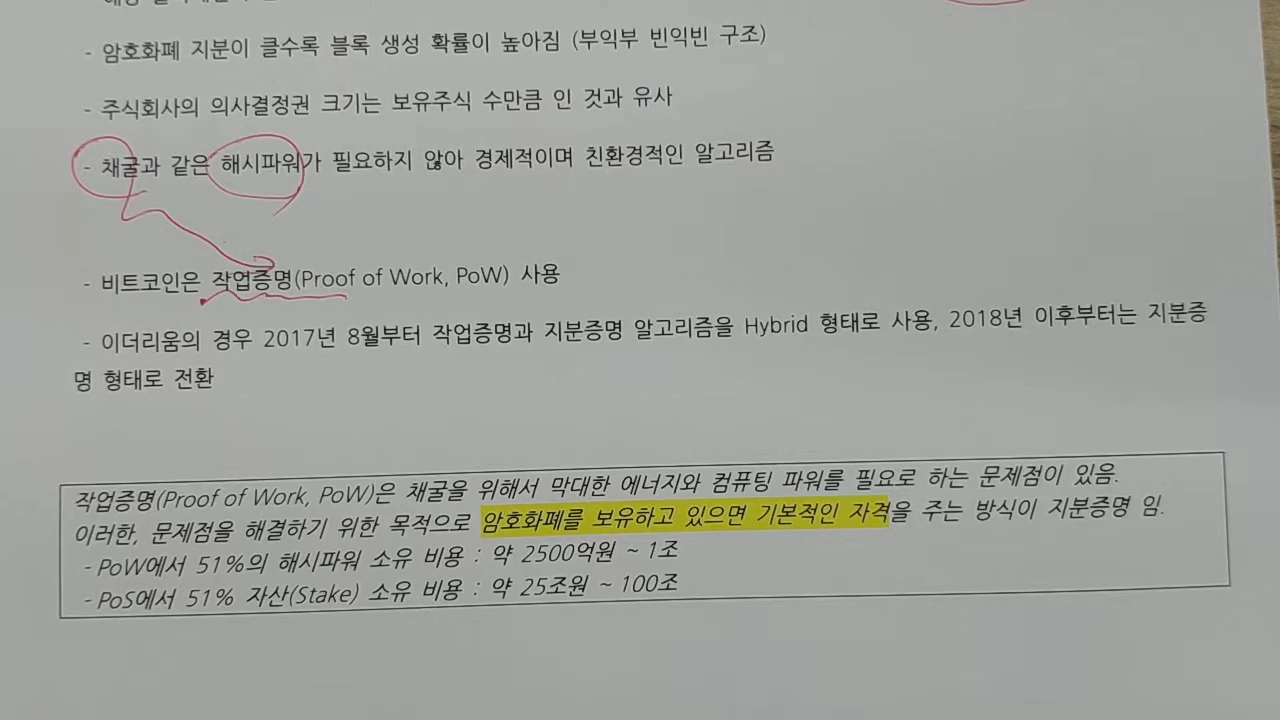 - 암호화폐 지분이 클수록 블록 생성 확률이 높아짐 (부익부 빈익빈 구조)
- 주식회사의 의사결정권 크기는 보유주식 수만큼 인 것과 유사
- 채굴과 같은 해시파워가 필요하지 않아 경제적이며 친환경적인 알고리즘
- 비트코인은 작업증명(Proof of Work, PoW) 사용
- 이더리움의 경우 2017년 8월부터 작업증명과 지분증명 알고리즘을 Hybrid 형태로 사용, 2018년 이후부터는 지분증
명 형태로 전환
작업증명(Proof of Work, PoW)은 채굴을 위해서 막대한 에너지와 컴퓨팅 파워를 필요로 하는 문제점이 있음.
이러한, 문제점을 해결하기 위한 목적으로 암호화폐를 보유하고 있으면 기본적인 자격을 주는 방식이 지분증명 임.
- PoW에서 51%의 해시파워 소유 비용 : 약 2500억원 ~ 1조
- PoS에서 51% 자산(Stake) 소유 비용 : 약 25조원 ~ 100조